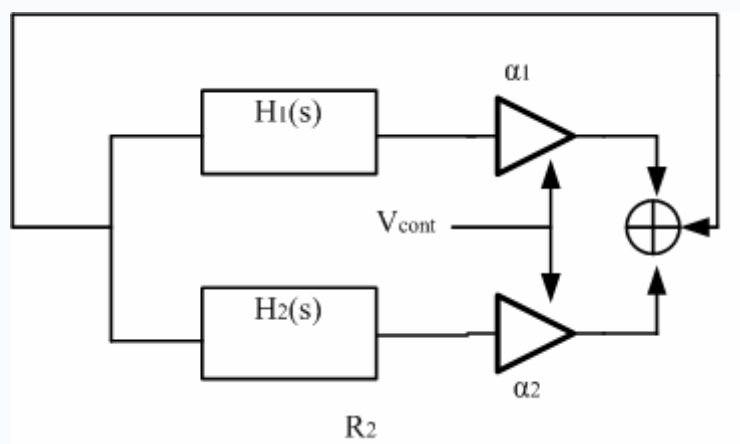 α1
H1(s)
Vcont
H2(s)
α2
R2